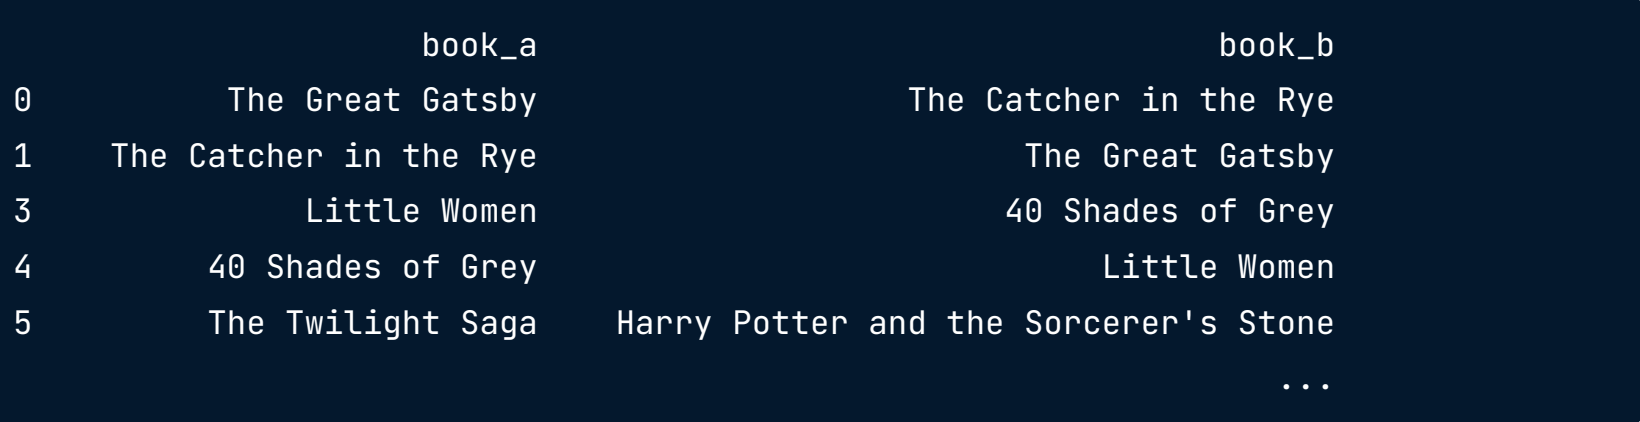 book_a book_b
0 The Great Gatsby The Catcher in the Rye
1 The Catcher in the Rye The Great Gatsby
3 Little Women 40 Shades of Grey
4 40 Shades of Grey Little Women
5 The Twilight Saga Harry Potter and the Sorcerer's Stone
...